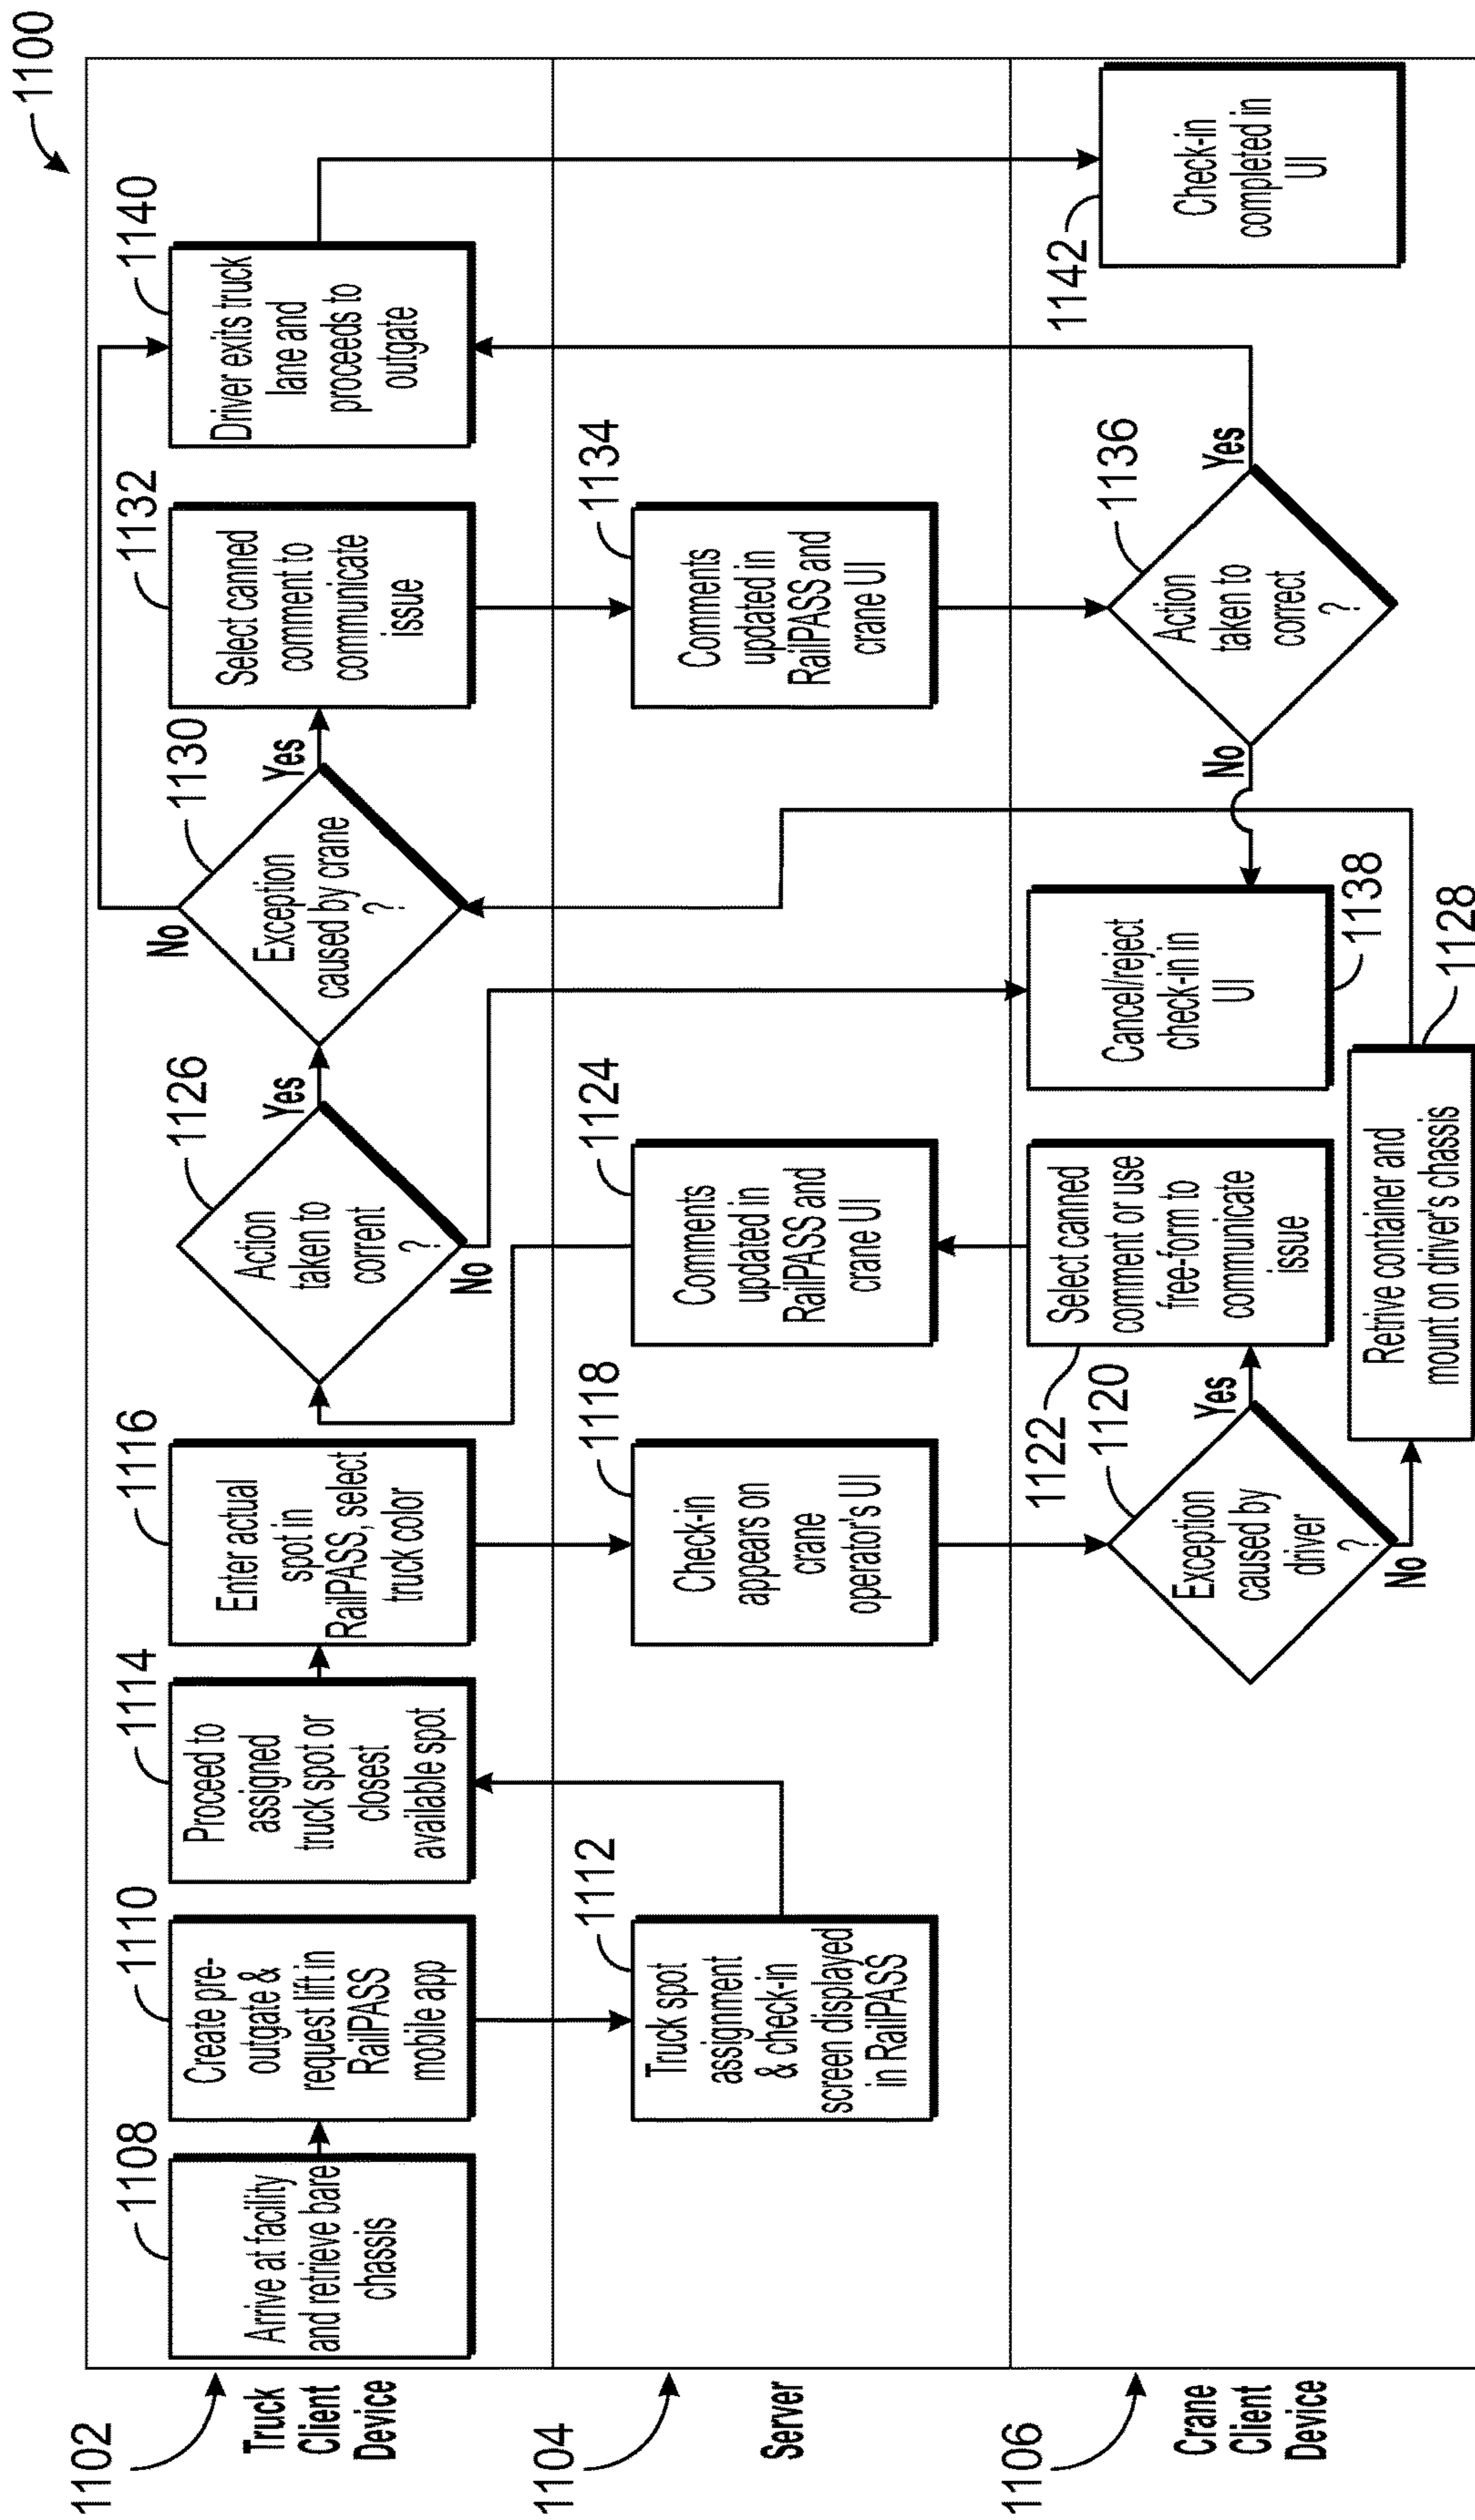 1100
1102
Truck
Client
Device
1108
Arrive at facility
and retrieve bare
chassis
1110
Create pre-
outgate &
request lift in
RailPASS
mobile app
1114
Proceed to
assigned
truck spot or
closest
available spot
1116
Enter actual
spot in
RailPASS, select
truck color
1126
Action
taken to
corrent
?
Yes
No
1130
Exception
caused by crane
?
Yes
No
1132
Select canned
comment to
communicate
issue
1140
Driver exits truck
lane and
proceeds to
outgate
1104
Server
1112
Truck spot
assignment
& check-in
screen displayed
in RailPASS
1118
Check-in
appears on
crane
operator's UI
1124
Comments
updated in
RailPASS and
crane UI
1134
Comments
updated in
RailPASS and
crane UI
1106
Crane
Client
Device
1120
Exception
caused by
driver
?
Yes
No
1122
Select canned
comment or use
free-form to
communicate
issue
1128
Retrive container and
mount on driver's chassis
1138
Cancel/reject
check-in in
UI
1136
Action
taken to
correct
?
Yes
No
1142
Check-in
completed in
UI